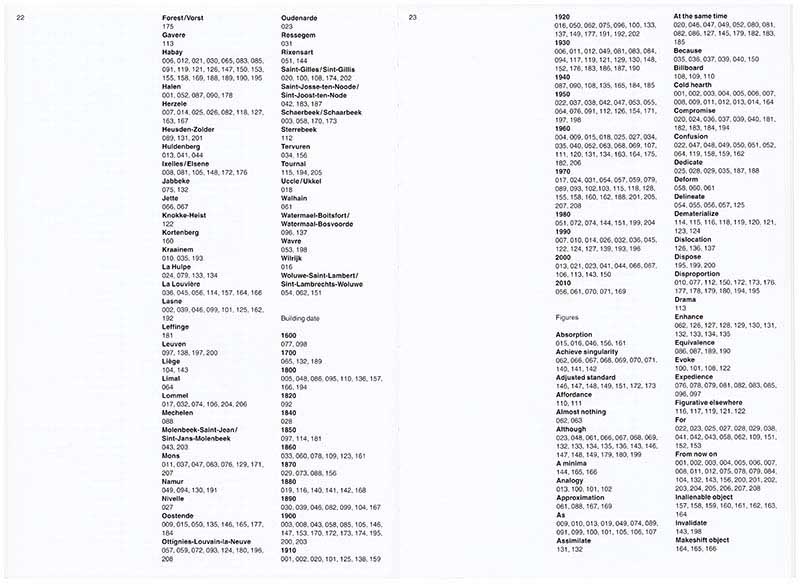 22
Forest/Vorst
175
Gavere
113
Habay
006, 012, 021, 030, 065, 083, 085,
091, 119, 121, 126, 147, 150, 153,
155, 158, 169, 188, 189, 190, 195
Halen
001, 052, 087, 090, 178
Herzele
007, 014, 025, 026, 082, 118, 127,
163, 167
Heusden-Zolder
089, 131, 201
Huldenberg
013, 041, 044
Ixelles/Elsene
008, 081, 105, 148, 172, 176
Jabbeke
075, 132
Jette
066, 067
Knokke-Heist
122
Kortenberg
160
Kraainem
010, 035, 193
La Hulpe
024, 079, 133, 134
La Louvière
036, 045, 056, 114, 157, 164, 166
Lasne
002, 039, 046, 099, 101, 125, 162,
192
Leffinge
181
Leuven
097, 138, 197, 200
Liège
104, 143
Limal
064
Lommel
017, 032, 074, 106, 204, 206
Mechelen
088
Molenbeek-Saint-Jean/
Sint-Jans-Molenbeek
043, 203
Mons
011, 037, 047, 063, 076, 129, 171,
207
Namur
049, 094, 130, 191
Nivelle
027
Oostende
009, 015, 050, 135, 146, 165, 177,
184
Ottignies-Louvain-la-Neuve
057, 059, 072, 093, 124, 180, 196,
208
Oudenarde
023
Ressegem
031
Rixensart
051, 144
Saint-Gilles/Sint-Gillis
020, 100, 108, 174, 202
Saint-Josse-ten-Noode/
Sint-Joost-ten-Node
042, 183, 187
Schaerbeek/Schaarbeek
003, 058, 170, 173
Sterrebeek
112
Tervuren
034, 156
Tournai
115, 194, 205
Uccle/Ukkel
018
Walhain
061
Watermael-Boitsfort/
Watermaal-Bosvoorde
096, 137
Wavre
053, 198
Wilrijk
016
Woluwe-Saint-Lambert/
Sint-Lambrechts-Woluwe
054, 062, 151
Building date
1600
077, 098
1700
065, 132, 189
1800
005, 048, 086, 095, 110, 136, 157,
166, 194
1820
092
1840
028
1850
097, 114, 181
1860
033, 060, 078, 109, 123, 161
1870
029, 073, 088, 156
1880
019, 116, 140, 141, 142, 168
1890
030, 039, 046, 082, 099, 104, 167
1900
003, 008, 043, 058, 085, 105, 146,
147, 153, 170, 172, 173, 174, 195,
200, 203
1910
001, 002, 020, 101, 125, 138, 159
23
1920
016, 050, 062, 075, 096, 100, 133,
137, 149, 177, 191, 192, 202
1930
006, 011, 012, 049, 081, 083, 084,
094, 117, 119, 121, 129, 130, 148,
152, 176, 183, 186, 187, 190
1940
087, 090, 108, 135, 165, 184, 185
1950
022, 037, 038, 042, 047, 053, 055,
064, 076, 091, 112, 126, 154, 171,
197, 198
1960
004, 009, 015, 018, 025, 027, 034,
035, 040, 052, 063, 068, 069, 107,
111, 120, 131, 134, 163, 164, 175,
182, 206
1970
017, 024, 031, 054, 057, 059, 079,
089, 093, 102, 103, 115, 118, 128,
155, 158, 160, 162, 188, 201, 205,
207, 208
1980
051, 072, 074, 144, 151, 199, 204
1990
007, 010, 014, 026, 032, 036, 045,
122, 124, 127, 139, 193, 196
2000
013, 021, 023, 041, 044, 066, 067,
106, 113, 143, 150
2010
056, 061, 070, 071, 169
Figures
Absorption
015, 016, 046, 156, 161
Achieve singularity
062, 066, 067, 068, 069, 070, 071,
140, 141, 142
Adjusted standard
146, 147, 148, 149, 151, 172, 173
Affordance
110, 111
Almost nothing
062, 063
Although
023, 048, 061, 066, 067, 068, 069,
132, 133, 134, 135, 136, 143, 146,
147, 148, 149, 179, 180, 199
A minima
144, 165, 166
Analogy
013, 100, 101, 102
Approximation
061, 088, 167, 169
As
009, 010, 013, 019, 049, 074, 089,
091, 099, 100, 101, 105, 106, 107
Assimilate
131, 132
At the same time
020, 046, 047, 049, 052, 080, 081,
082, 086, 127, 145, 179, 182, 183,
185
Because
035, 036, 037, 039, 040, 150
Billboard
108, 109, 110
Cold hearth
001, 002, 003, 004, 005, 006, 007,
008, 009, 011, 012, 013, 014, 164
Compromise
020, 024, 036, 037, 039, 040, 181,
182, 183, 184, 194
Confusion
022, 047, 048, 049, 050, 051, 052,
064, 119, 158, 159, 162
Dedicate
025, 028, 029, 035, 187, 188
Deform
058, 060, 061
Delineate
054, 055, 056, 057, 125
Dematerialize
114, 115, 116, 118, 119, 120, 121,
123, 124
Dislocation
126, 136, 137
Dispose
195, 199, 200
Disproportion
010, 077, 112, 150, 172, 173, 176,
177, 178, 179, 180, 194, 195
Drama
113
Enhance
062, 126, 127, 128, 129, 130, 131,
132, 133, 134, 135
Equivalence
086, 087, 189, 190
Evoke
100, 101, 108, 122
Expedience
076, 078, 079, 081, 082, 083, 085,
096, 097
Figurative elsewhere
116, 117, 119, 121, 122
For
022, 023, 025, 027, 028, 029, 038,
041, 042, 043, 058, 062, 109, 151,
152, 153
From now on
001, 002, 003, 004, 005, 006, 007,
008, 011, 012, 075, 078, 079, 084,
104, 132, 143, 156, 200, 201, 202,
203, 204, 205, 206, 207, 208
Inalienable object
157, 158, 159, 160, 161, 162, 163,
164
Invalidate
143, 198
Makeshift object
164, 165, 166